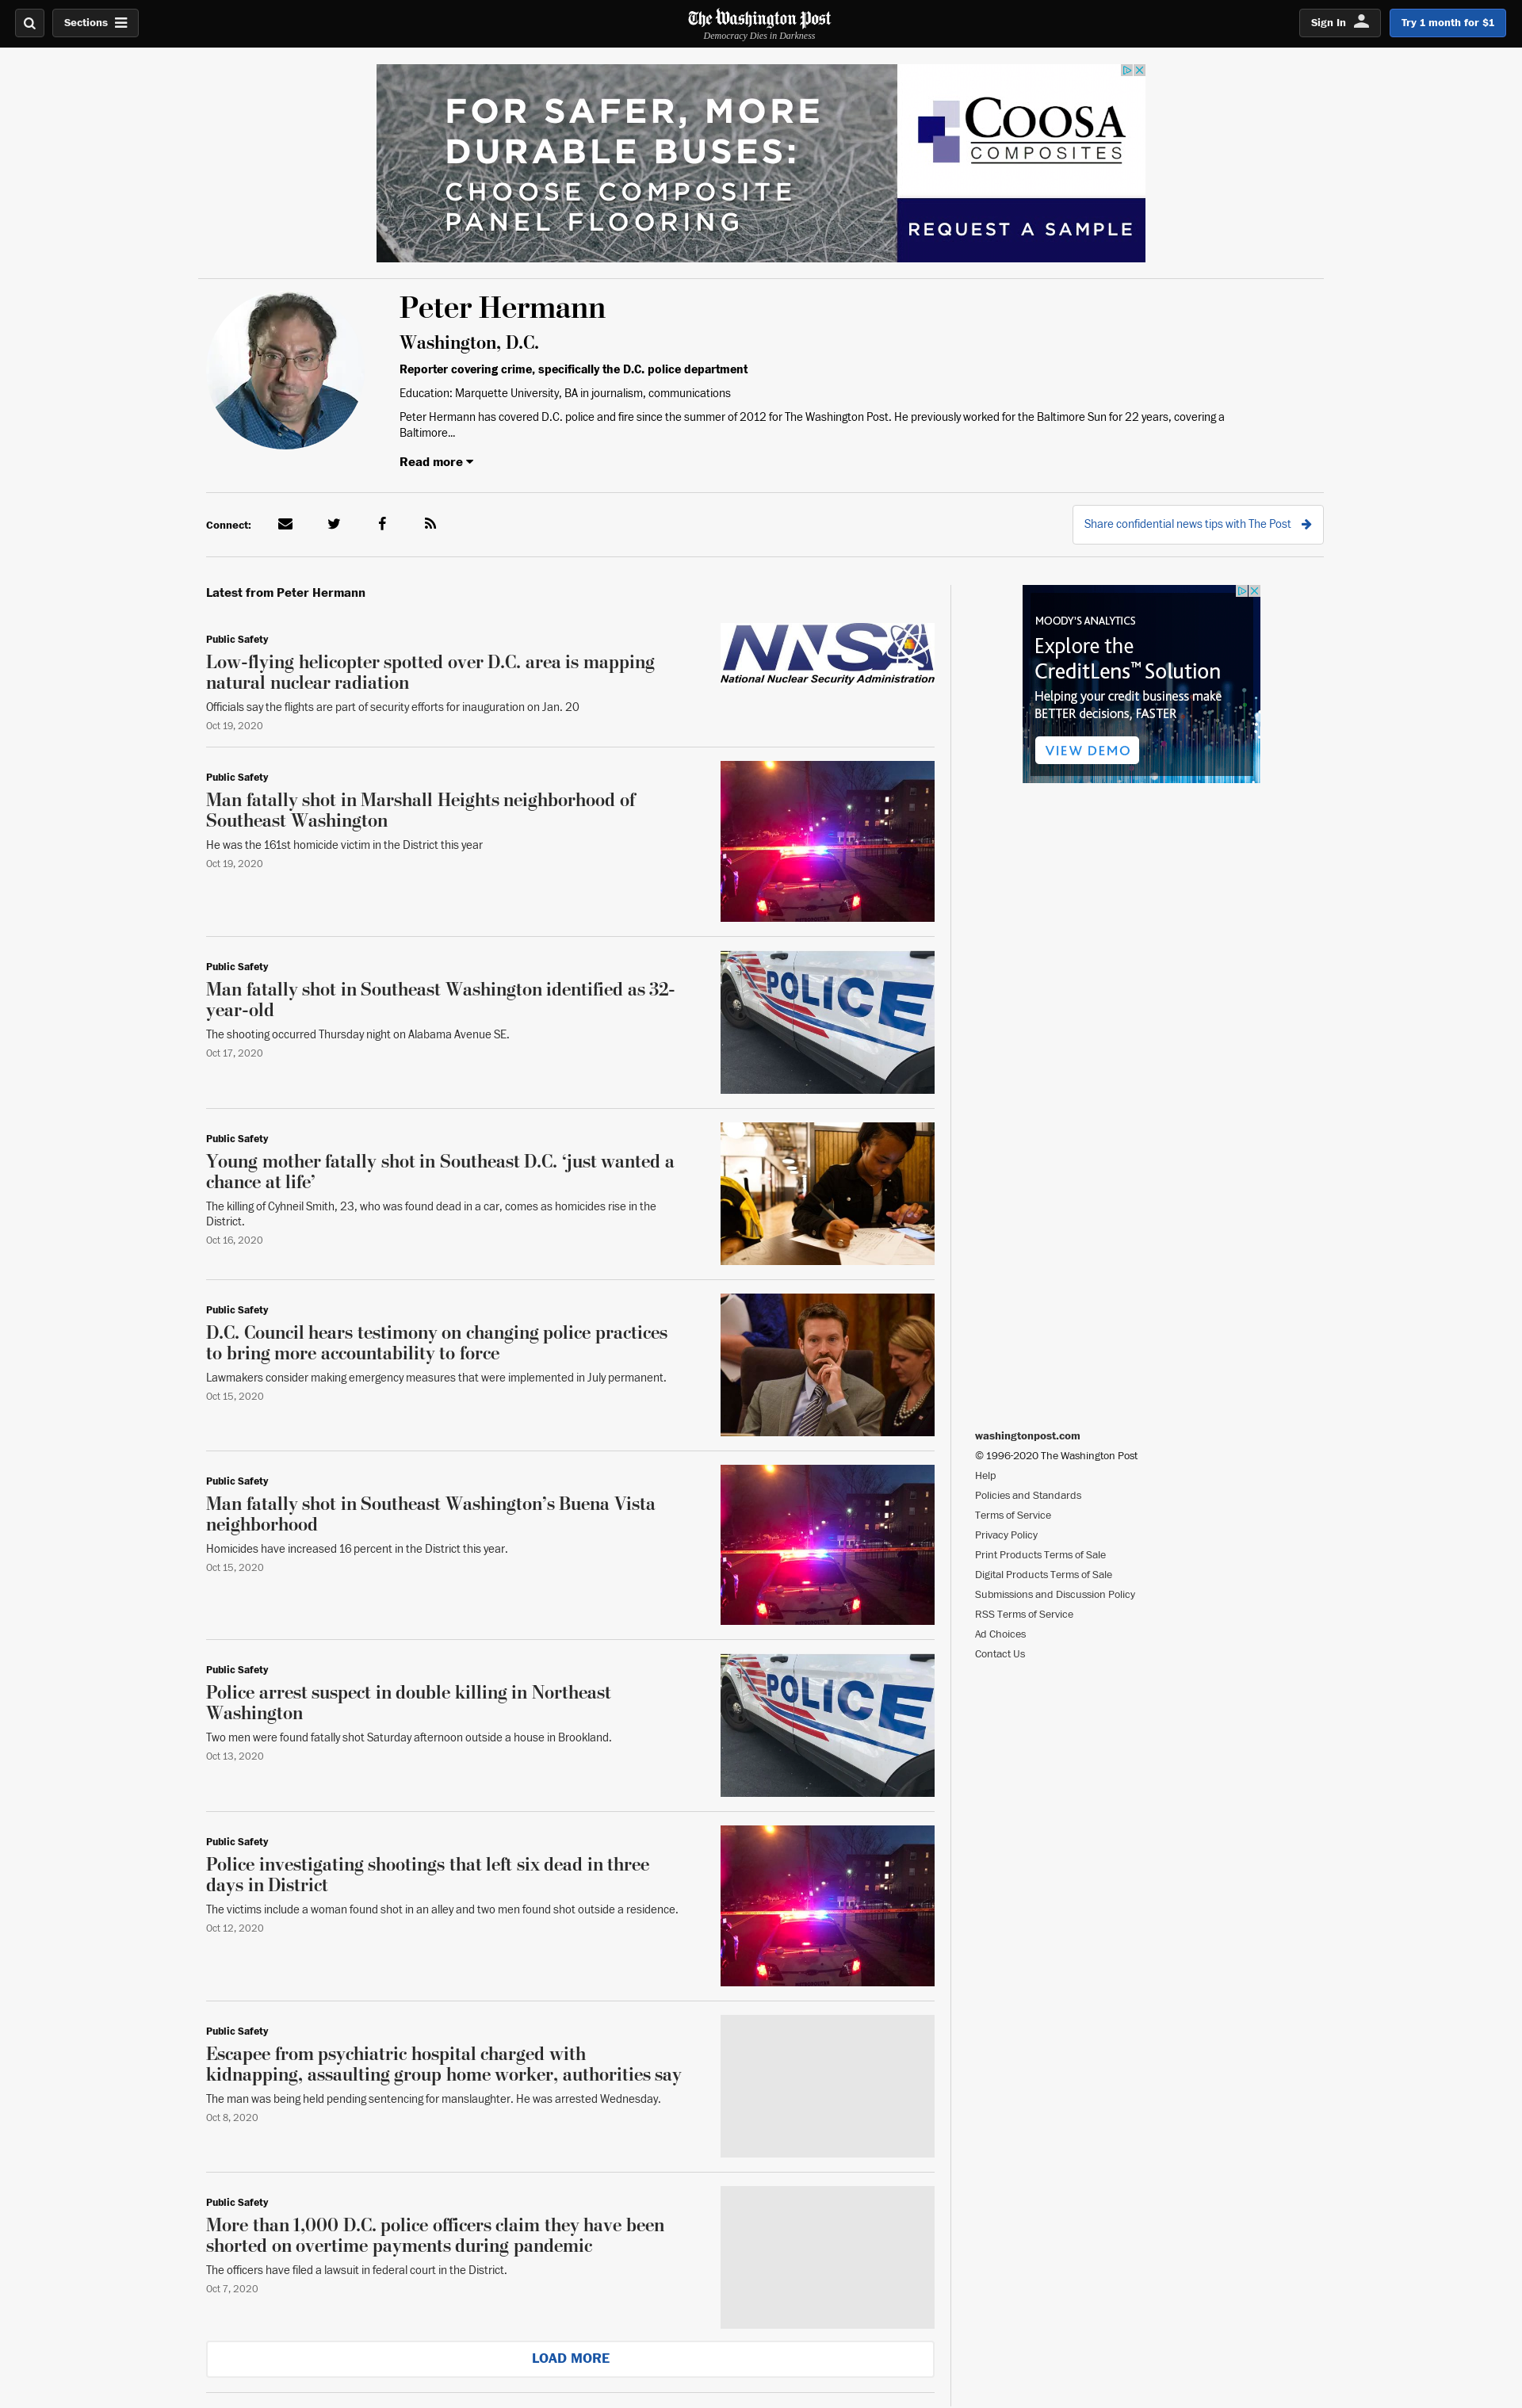 Sections
The Washington Post
Democracy Dies in Darkness
Sign In
Try 1 month for $1
FOR SAFER, MORE
DURABLE BUSES:
CHOOSE COMPOSITE
PANEL FLOORING
COOSA
COMPOSITES
REQUEST A SAMPLE
Peter Hermann
Washington, D.C.
Reporter covering crime, specifically the D.C. police department
Education: Marquette University, BA in journalism, communications
Peter Hermann has covered D.C. police and fire since the summer of 2012 for The Washington Post. He previously worked for the Baltimore Sun for 22 years, covering a
Baltimore...
Read more
Connect:
Share confidential news tips with The Post
Latest from Peter Hermann
Public Safety
Low-flying helicopter spotted over D.C. area is mapping
natural nuclear radiation
Officials say the flights are part of security efforts for inauguration on Jan. 20
Oct 19, 2020
NNSA
National Nuclear Security Administration
Public Safety
Man fatally shot in Marshall Heights neighborhood of
Southeast Washington
He was the 161st homicide victim in the District this year
Oct 19, 2020
Public Safety
Man fatally shot in Southeast Washington identified as 32-
year-old
The shooting occurred Thursday night on Alabama Avenue SE.
Oct 17, 2020
POLICE
Public Safety
Young mother fatally shot in Southeast D.C. ‘just wanted a
chance at life’
The killing of Cyhneil Smith, 23, who was found dead in a car, comes as homicides rise in the
District.
Oct 16, 2020
Public Safety
D.C. Council hears testimony on changing police practices
to bring more accountability to force
Lawmakers consider making emergency measures that were implemented in July permanent.
Oct 15, 2020
Public Safety
Man fatally shot in Southeast Washington’s Buena Vista
neighborhood
Homicides have increased 16 percent in the District this year.
Oct 15, 2020
Public Safety
Police arrest suspect in double killing in Northeast
Washington
Two men were found fatally shot Saturday afternoon outside a house in Brookland.
Oct 13, 2020
POLICE
Public Safety
Police investigating shootings that left six dead in three
days in District
The victims include a woman found shot in an alley and two men found shot outside a residence.
Oct 12, 2020
Public Safety
Escapee from psychiatric hospital charged with
kidnapping, assaulting group home worker, authorities say
The man was being held pending sentencing for manslaughter. He was arrested Wednesday.
Oct 8, 2020
Public Safety
More than 1,000 D.C. police officers claim they have been
shorted on overtime payments during pandemic
The officers have filed a lawsuit in federal court in the District.
Oct 7, 2020
LOAD MORE
MOODY'S ANALYTICS
Explore the
CreditLens™ Solution
Helping your credit business make
BETTER decisions, FASTER
VIEW DEMO
washingtonpost.com
© 1996-2020 The Washington Post
Help
Policies and Standards
Terms of Service
Privacy Policy
Print Products Terms of Sale
Digital Products Terms of Sale
Submissions and Discussion Policy
RSS Terms of Service
Ad Choices
Contact Us